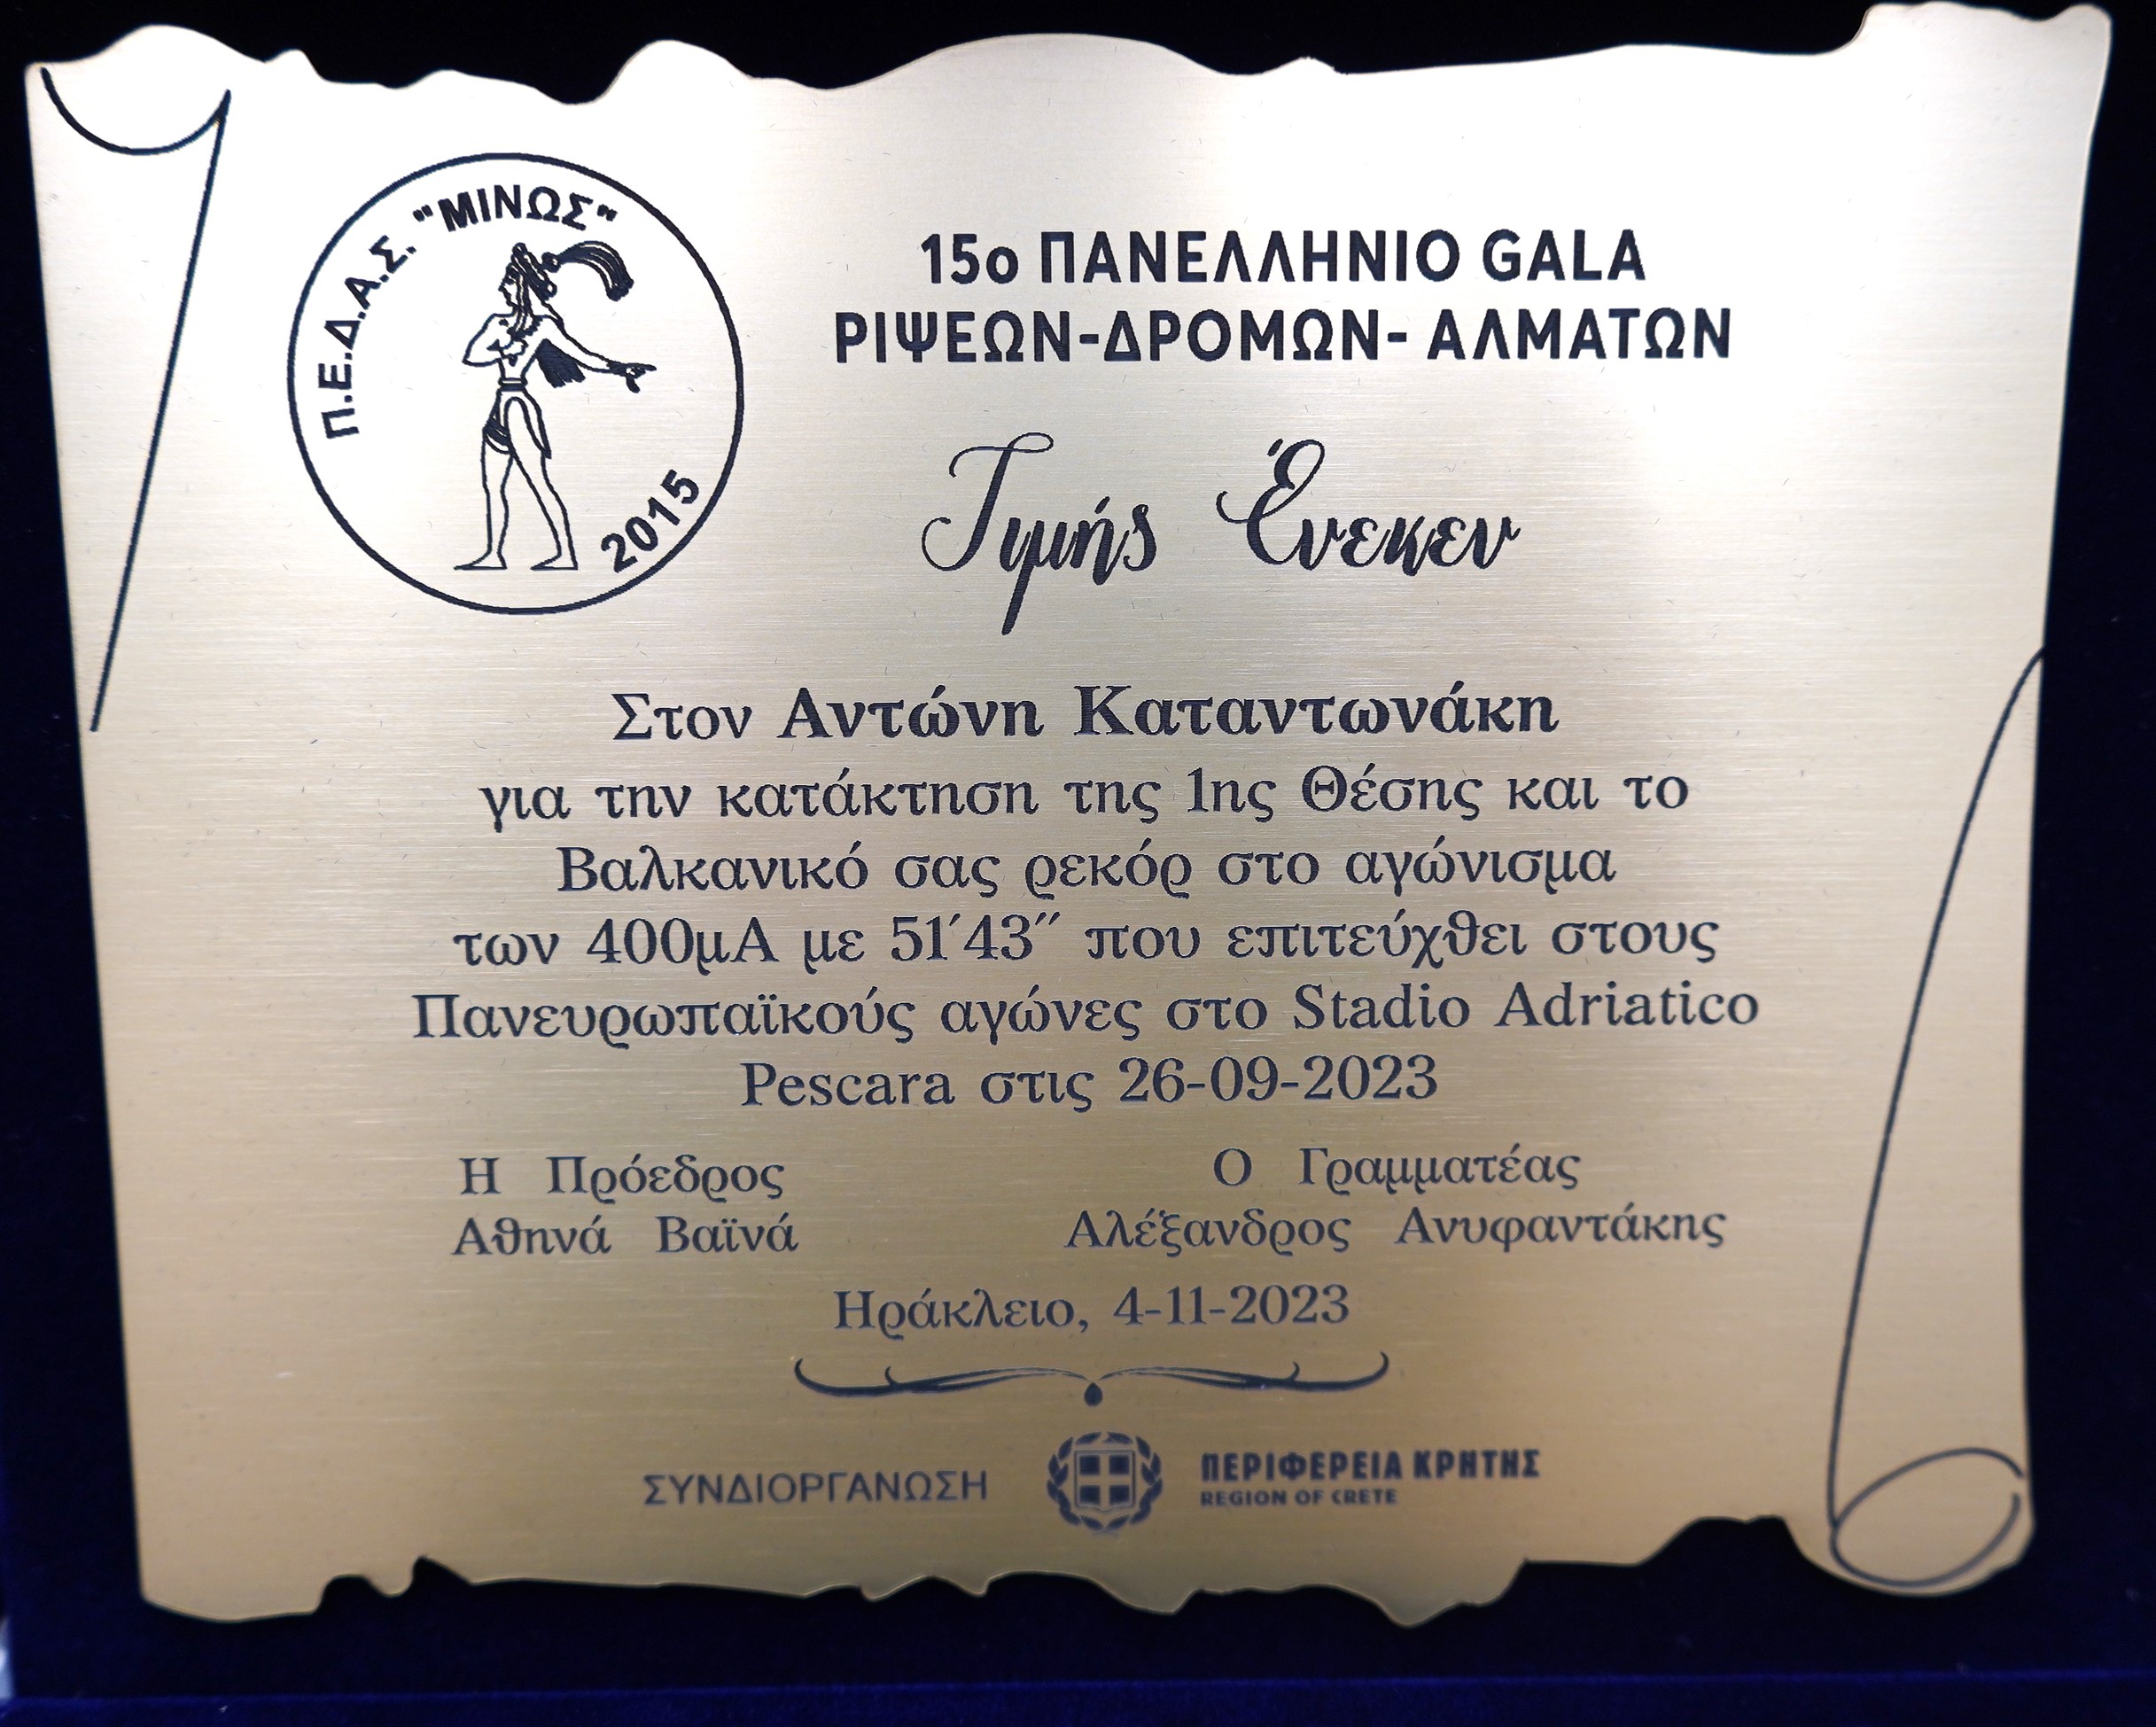 Π.Ε.Δ.Α.Σ. "ΜΙΝΩΣ"
2015
15ο ΠΑΝΕΛΛΗΝΙΟ GALA
ΡΙΨΕΩΝ-ΔΡΟΜΩΝ- ΑΛΜΑΤΩΝ
Τιμής Ένεκεν
Στον Αντώνη Καταντωνάκη
για την κατάκτηση της 1ης Θέσης και το
Βαλκανικό σας ρεκόρ στο αγώνισμα
των 400μΑ με 51΄43΄΄ που επιτεύχθει στους
Πανευρωπαϊκούς αγώνες στο Stadio Adriatico
Pescara στις 26-09-2023
Η Πρόεδρος
Αθηνά Βαϊνά
Ο Γραμματέας
Αλέξανδρος Ανυφαντάκης
Ηράκλειο, 4-11-2023
ΣΥΝΔΙΟΡΓΑΝΩΣΗ
ΠΕΡΙΦΕΡΕΙΑ ΚΡΗΤΗΣ
REGION OF CRETE